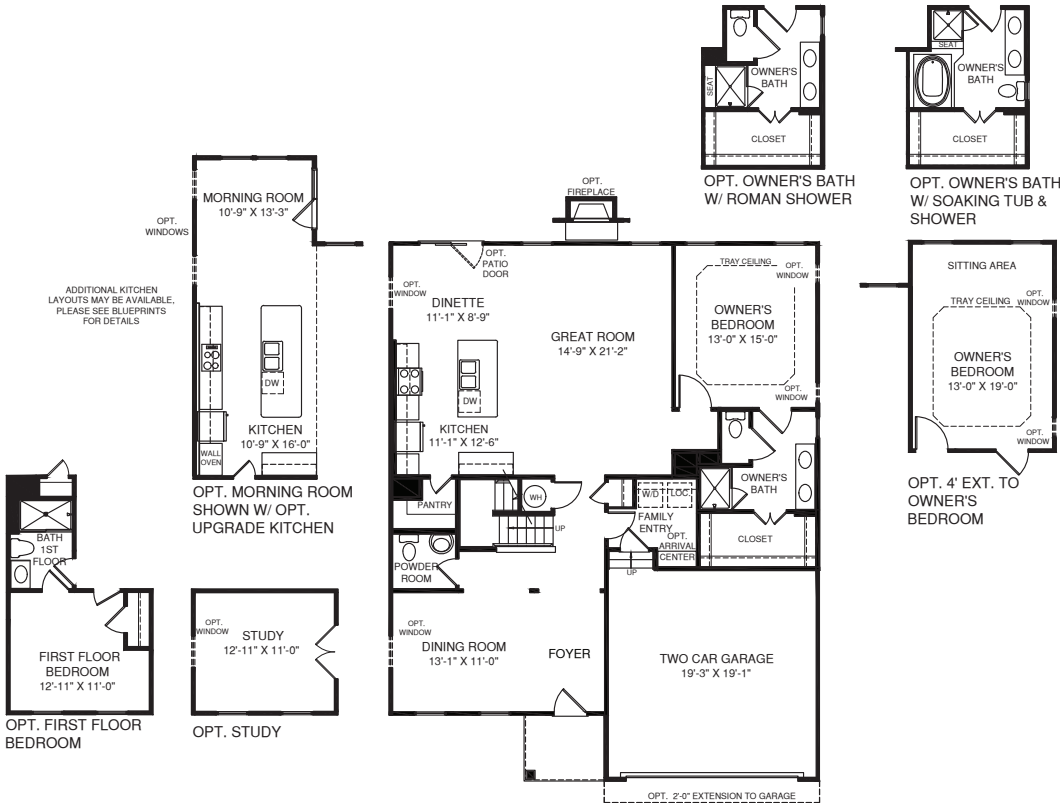 SEAT
OWNER'S
BATH
CLOSET
OPT. OWNER'S BATH
W/ ROMAN SHOWER
SEAT
OWNER'S
BATH
CLOSET
OPT. OWNER'S BATH
W/ SOAKING TUB &
SHOWER
MORNING ROOM
10'-9" X 13'-3"
OPT.
WINDOWS
ADDITIONAL KITCHEN
LAYOUTS MAY BE AVAILABLE,
PLEASE SEE BLUEPRINTS
FOR DETAILS
DW
KITCHEN
10'-9" X 16'-0"
WALL
OVEN
OPT. MORNING ROOM
SHOWN W/ OPT.
UPGRADE KITCHEN
OPT.
FIREPLACE
OPT.
PATIO
DOOR
OPT.
WINDOW
DINETTE
11'-1" X 8'-9"
GREAT ROOM
14'-9" X 21'-2"
TRAY CEILING
OPT.
WINDOW
OWNER'S
BEDROOM
13'-0" X 15'-0"
OPT.
WINDOW
DW
KITCHEN
11'-1" X 12'-6"
OWNER'S
BATH
CLOSET
PANTRY
WH
UP
W/D
LOC
FAMILY
ENTRY
OPT.
ARRIVAL
CENTER
UP
POWDER
ROOM
OPT.
WINDOW
DINING ROOM
13'-1" X 11'-0"
FOYER
TWO CAR GARAGE
19'-3" X 19'-1"
OPT. 2'-0" EXTENSION TO GARAGE
SITTING AREA
OPT.
WINDOW
TRAY CEILING
OWNER'S
BEDROOM
13'-0" X 19'-0"
OPT.
WINDOW
OPT. 4' EXT. TO
OWNER'S
BEDROOM
BATH
1ST
FLOOR
FIRST FLOOR
BEDROOM
12'-11" X 11'-0"
OPT. FIRST FLOOR
BEDROOM
OPT.
WINDOW
STUDY
12'-11" X 11'-0"
OPT. STUDY